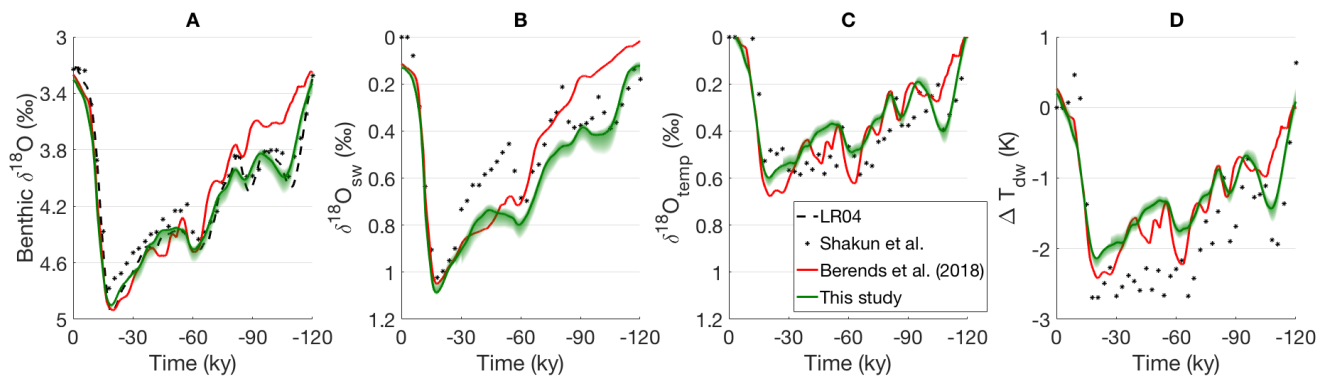 A
Benthic δ18O (‰)
3
3.4
3.8
4.2
4.6
5
0
-30
-60
-90
-120
Time (ky)
B
δ18Osw (‰)
0
0.2
0.4
0.6
0.8
1
1.2
0
-30
-60
-90
-120
Time (ky)
C
δ18Otemp (‰)
0
0.2
0.4
0.6
0.8
1
1.2
LR04
Shakun et al.
Berends et al. (2018)
This study
0
-30
-60
-90
-120
Time (ky)
D
Δ Tdw (K)
1
0
-1
-2
-3
0
-30
-60
-90
-120
Time (ky)